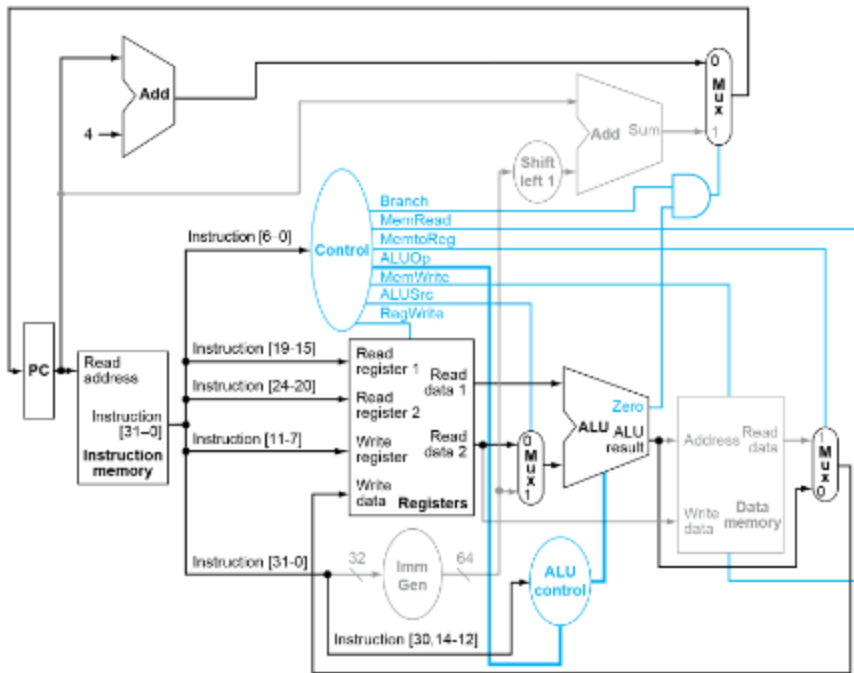 0
M
u
x
1
Add
4
Add Sum
Shift
left 1
Branch
MemRead
MemtoReg
ALUOp
MemWrite
ALUSrc
RegWrite
Control
Instruction [6–0]
Instruction [19-15]
Instruction [24-20]
Instruction [11-7]
Instruction [31-0]
PC
Read
address
Instruction
[31–0]
Instruction
memory
Read
register 1
Read
register 2
Write
register
Write
data
Read
data 1
Read
data 2
Registers
0
M
u
x
1
Zero
ALU
ALU
result
Address
Read
data
Write
data
Data
memory
1
M
u
x
0
32
Imm
Gen
64
ALU
control
Instruction [30,14-12]